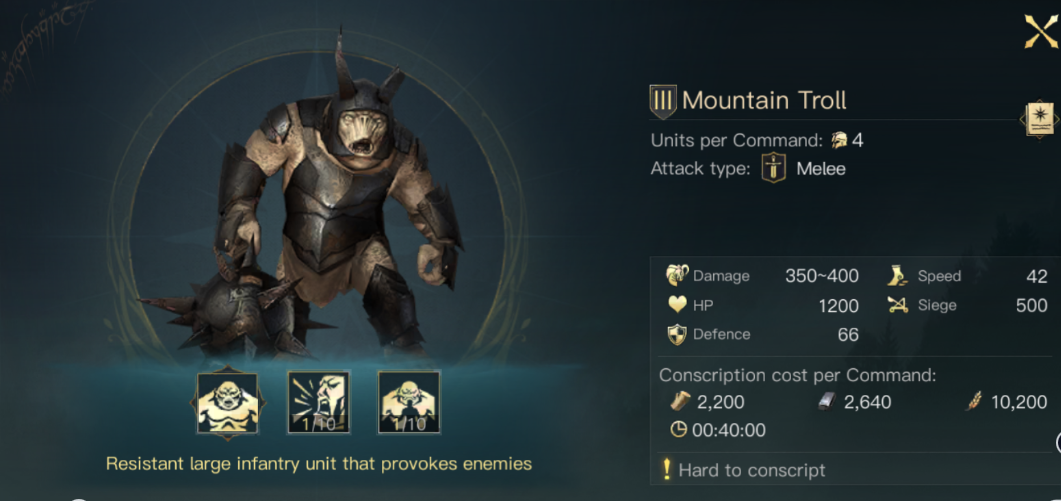 III Mountain Troll
Units per Command: 4
Attack type: Melee
Damage 350~400 Speed 42
HP 1200 Siege 500
Defence 66
Conscription cost per Command:
2,200 2,640 10,200
00:40:00
Hard to conscript
1/10 1/10
Resistant large infantry unit that provokes enemies